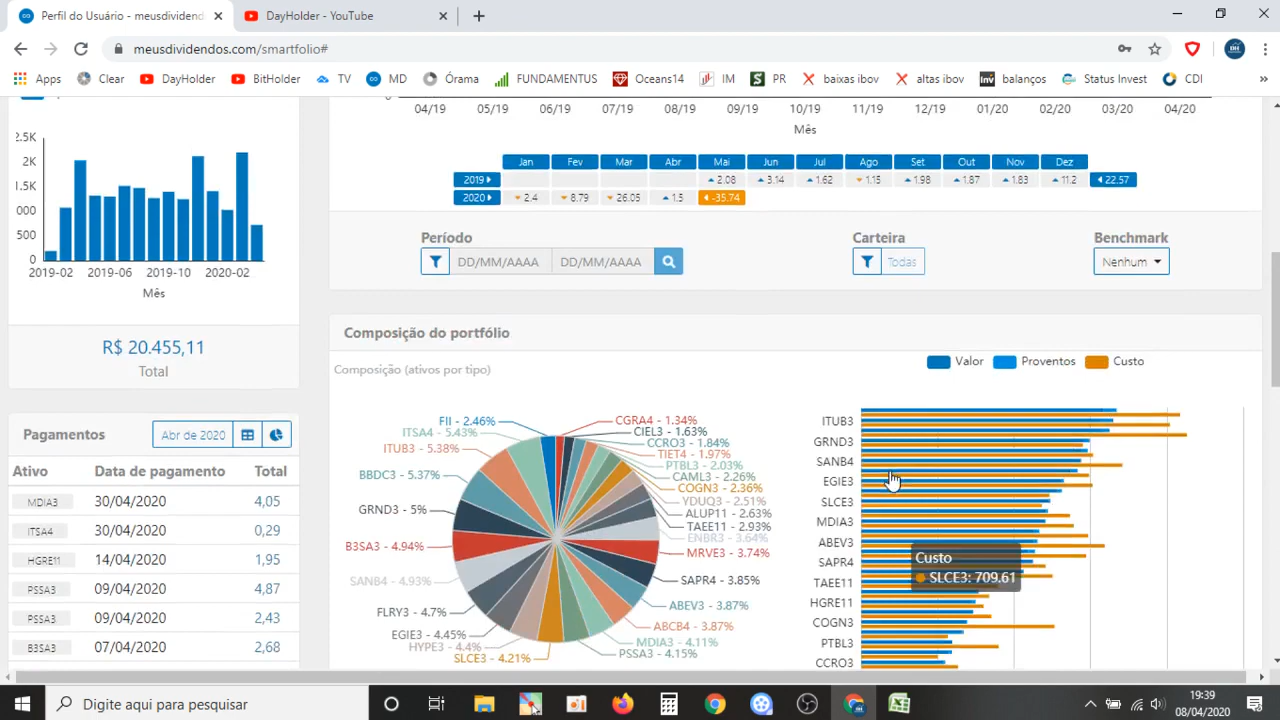 Perfil do Usuário - meusdividend
DayHolder - YouTube
meusdividendos.com/smartfolio#
Apps
Clear
DayHolder
BitHolder
TV
MD
Órama
FUNDAMENTUS
Oceans14
IM
PR
baixas ibov
altas ibov
balanços
Status Invest
CDI
04/19 05/19 06/19 07/19 08/19 09/19 10/19 11/19 12/19 01/20 02/20 03/20 04/20
Mês
Jan Fev Mar Abr Mai Jun Jul Ago Set Out Nov Dez
2019 2.08 3.14 1.62 1.15 1.98 1.87 1.83 11.2 22.57
2020 2.4 8.79 26.05 1.5 -35.74
Período
DD/MM/AAAA DD/MM/AAAA
Carteira
Todas
Benchmark
Nenhum
2.5K
2K
1.5K
000
500
0
2019-02 2019-06 2019-10 2020-02
Mês
R$ 20.455,11
Total
Pagamentos
Abr de 2020
Ativo Data de pagamento Total
MDIA3 30/04/2020 4,05
ITSA4 30/04/2020 0,29
HGRE11 14/04/2020 1,95
PSSA3 09/04/2020 4,87
PSSA3 09/04/2020 2,43
B3SA3 07/04/2020 2,68
Composição do portfólio
Composição (ativos por tipo)
FII - 2.46%
ITSA4 - 5.43%
ITUB3 - 5.38%
BBDC3 - 5.37%
GRND3 - 5%
B3SA3 - 4.94%
SANB4 - 4.93%
FLRY3 - 4.7%
EGIE3 - 4.45%
HYPE3 - 4.4%
SLCE3 - 4.21%
CGRA4 - 1.34%
CIEL3 - 1.63%
CCRO3 - 1.84%
TIET4 - 1.97%
PTBL3 - 2.03%
CAML3 - 2.26%
COGN3 - 2.36%
YDUQ3 - 2.51%
ALUP11 - 2.63%
TAEE11 - 2.93%
ENBR3 - 3.64%
MRVE3 - 3.74%
SAPR4 - 3.85%
ABEV3 - 3.87%
ABCB4 - 3.87%
MDIA3 - 4.11%
PSSA3 - 4.15%
Valor Proventos Custo
ITUB3
GRND3
SANB4
EGIE3
SLCE3
MDIA3
ABEV3
SAPR4
TAEE11
HGRE11
COGN3
PTBL3
CCRO3
Custo
SLCE3: 709.61
Digite aqui para pesquisar
19:39
08/04/2020